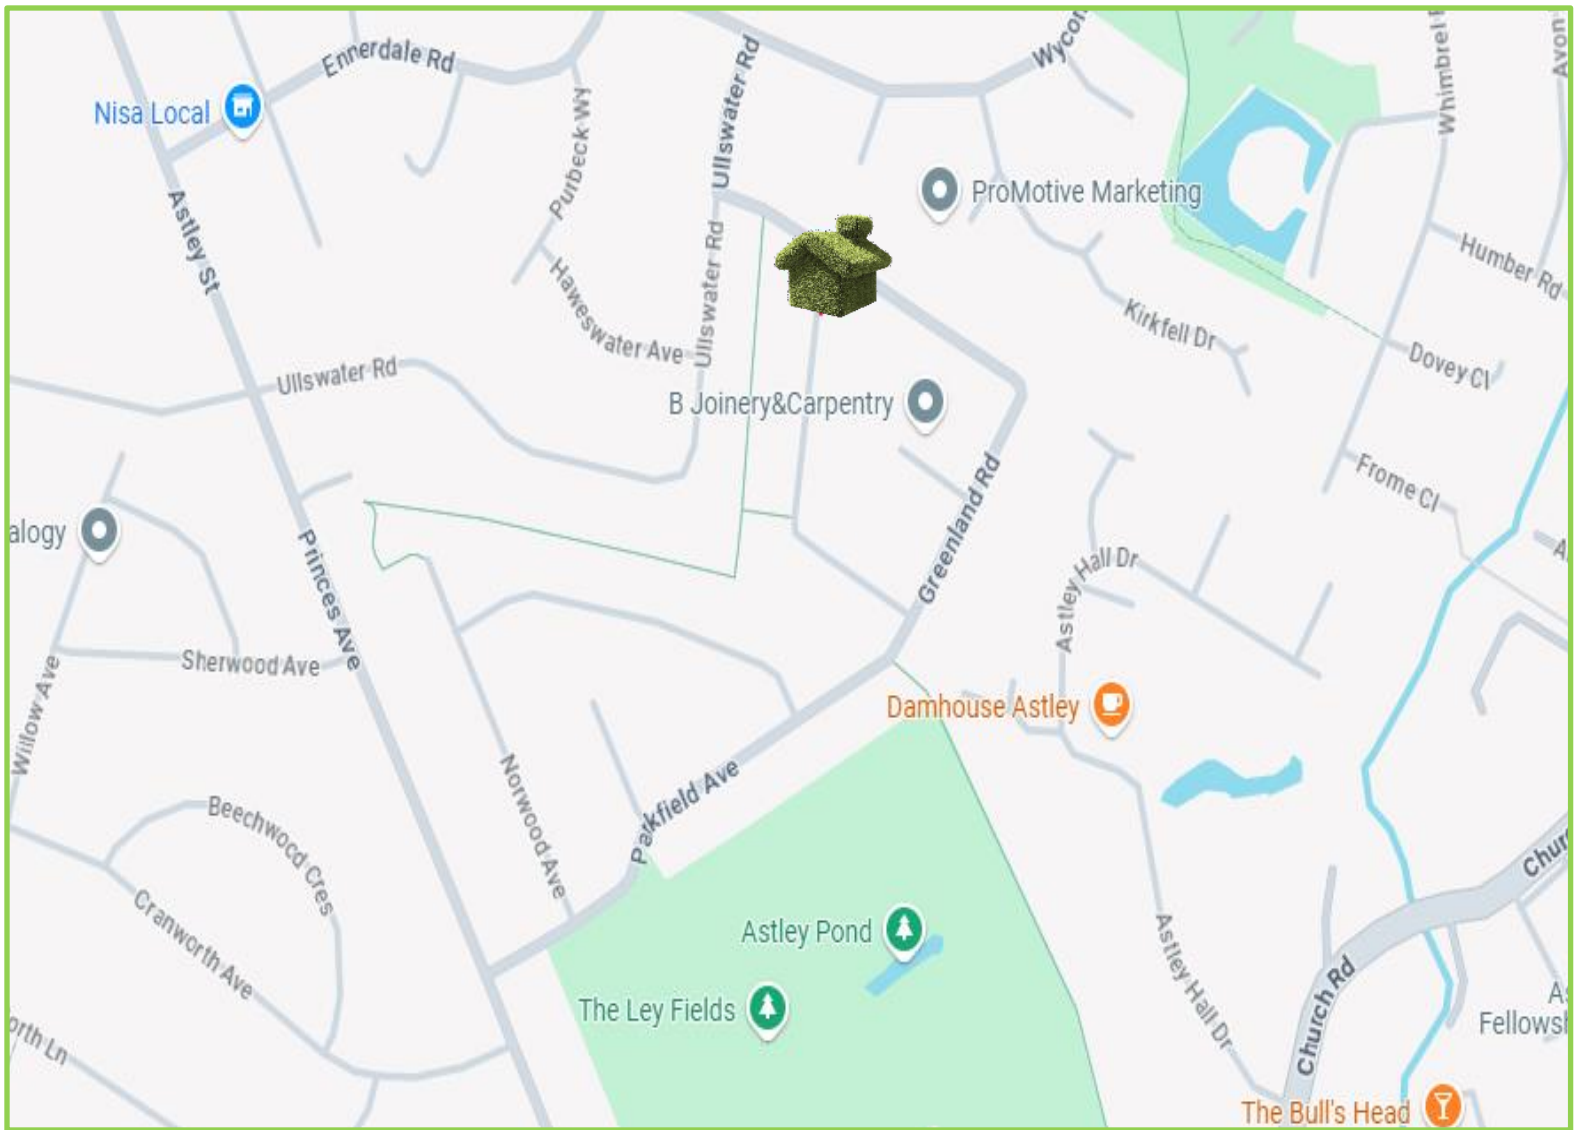 Ennerdale Rd
Nisa Local
Ullswater Rd
Purbeck Wy
Whimbrel
Avon
Astley St
ProMotive Marketing
Ullswater Rd
Haweswater Ave
Humber Rd
Kirkfell Dr
Dovey Cl
Ullswater Rd
B Joinery&Carpentry
Frome Cl
alogy
Greenland Rd
Astley Hall Dr
Princes Ave
Sherwood Ave
Willow Ave
Damhouse Astley
Norwood Ave
Parkfield Ave
Beechwood Cres
Cranworth Ave
Astley Pond
The Ley Fields
Astley Hall Dr
Church Rd
orth Ln
The Bull's Head